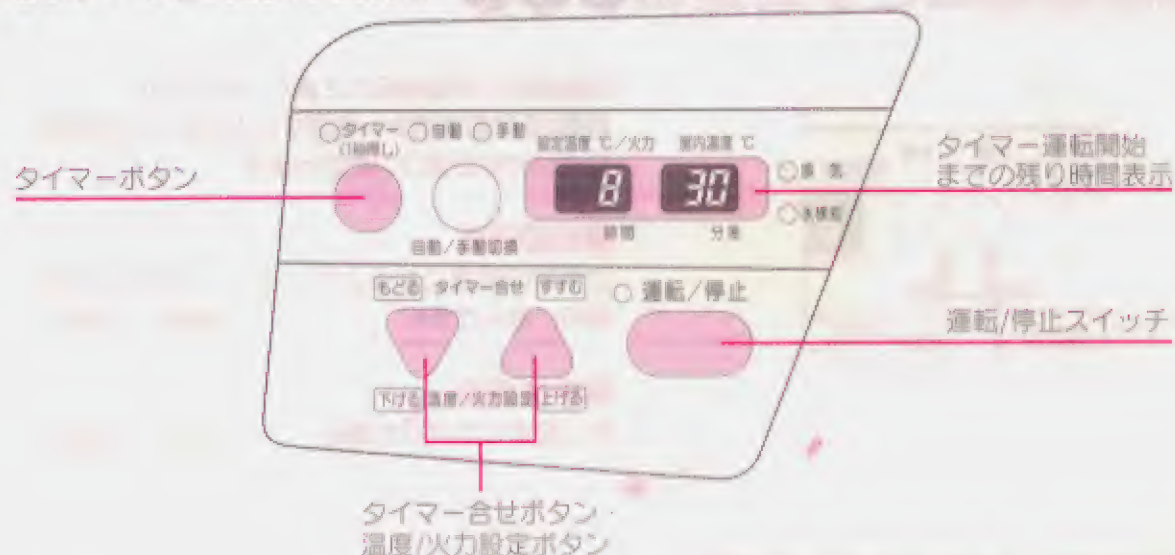 ○タイマー ○自動 ○手動
(1秒押し)
設定温度 ℃/火力 室内温度 ℃
タイマーボタン
8 30
時間 分後
自動/手動切換
タイマー運転開始
までの残り時間表示
もどる タイマー合せ すすむ
○ 運転/停止
運転/停止スイッチ
下げる 温度/火力設定 上げる
タイマー合せボタン
温度/火力設定ボタン